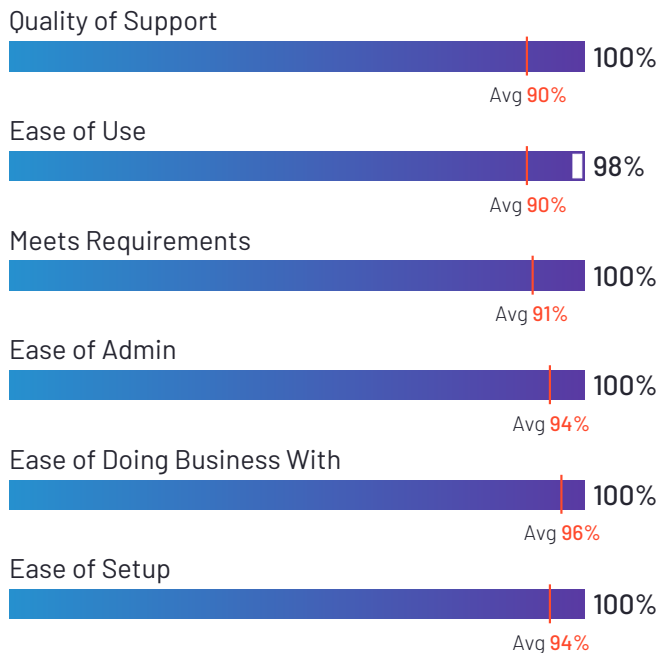 Quality of Support
100%
Avg 90%
Ease of Use
98%
Avg 90%
Meets Requirements
100%
Avg 91%
Ease of Admin
100%
Avg 94%
Ease of Doing Business With
100%
Avg 96%
Ease of Setup
100%
Avg 94%